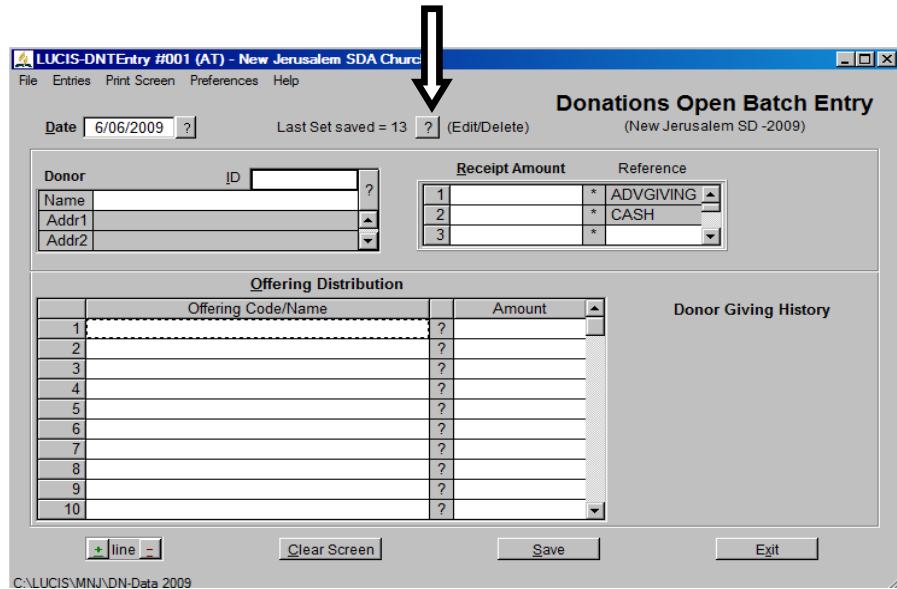 LUCIS-DNTEntry #001 (AT) - New Jerusalem SDA Churc
File Entries Print Screen Preferences Help
Donations Open Batch Entry
Date 6/06/2009 ? Last Set saved = 13 ? (Edit/Delete) (New Jerusalem SD -2009)
Donor ID ? Receipt Amount Reference
Name 1 * ADVGIVING
Addr1 2 * CASH
Addr2 3 *
Offering Distribution
Offering Code/Name Amount Donor Giving History
1 ?
2 ?
3 ?
4 ?
5 ?
6 ?
7 ?
8 ?
9 ?
10 ?
+ line - Clear Screen Save Exit
C:\LUCIS\MNJ\DN-Data 2009